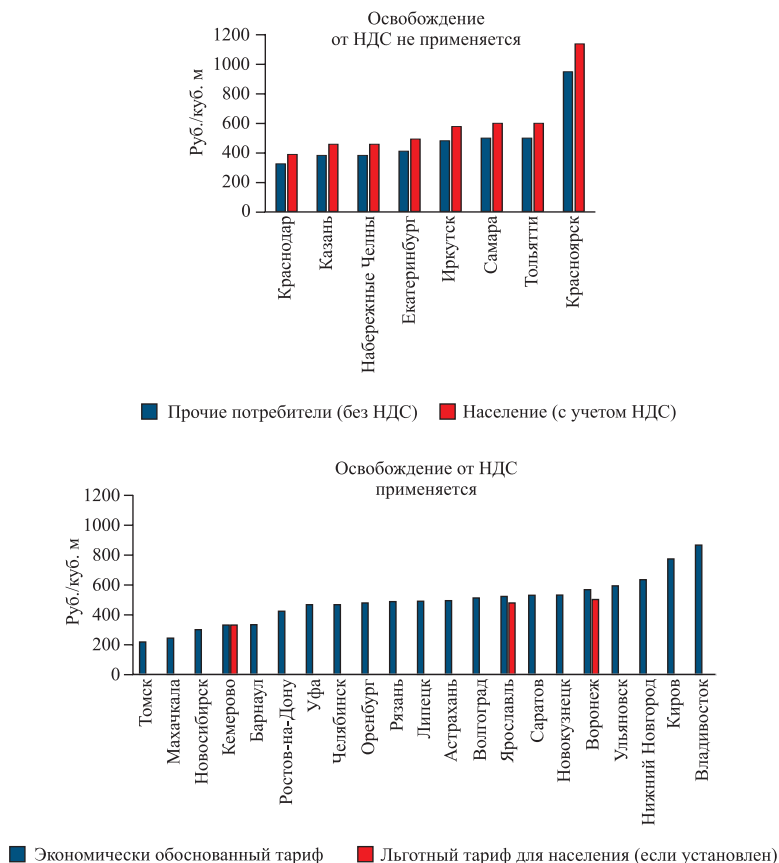 Освобождение
от НДС не применяется
Руб./куб. м
1200
1000
800
600
400
200
0
Краснодар
Казань
Набережные Челны
Екатеринбург
Иркутск
Самара
Тольятти
Красноярск
Прочие потребители (без НДС)
Население (с учетом НДС)
Освобождение от НДС
применяется
Руб./куб. м
1200
1000
800
600
400
200
0
Томск
Махачкала
Новосибирск
Кемерово
Барнаул
Ростов-на-Дону
Уфа
Челябинск
Оренбург
Рязань
Липецк
Астрахань
Волгоград
Ярославль
Саратов
Новокузнецк
Воронеж
Ульяновск
Нижний Новгород
Киров
Владивосток
Экономически обоснованный тариф
Льготный тариф для населения (если установлен)